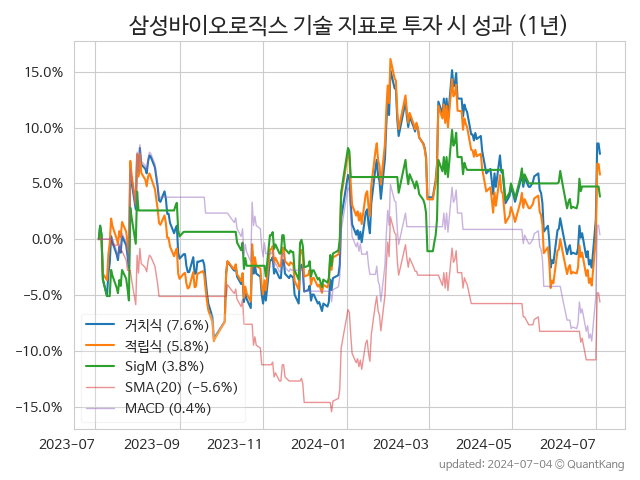 삼성바이오로직스 기술 지표로 투자 시 성과 (1년)
15.0%
10.0%
5.0%
0.0%
−5.0%
−10.0%
−15.0%
거치식 (7.6%)
적립식 (5.8%)
SigM (3.8%)
SMA(20) (−5.6%)
MACD (0.4%)
2023-07
2023-09
2023-11
2024-01
2024-03
2024-05
2024-07
updated: 2024-07-04 ⓒ QuantKang